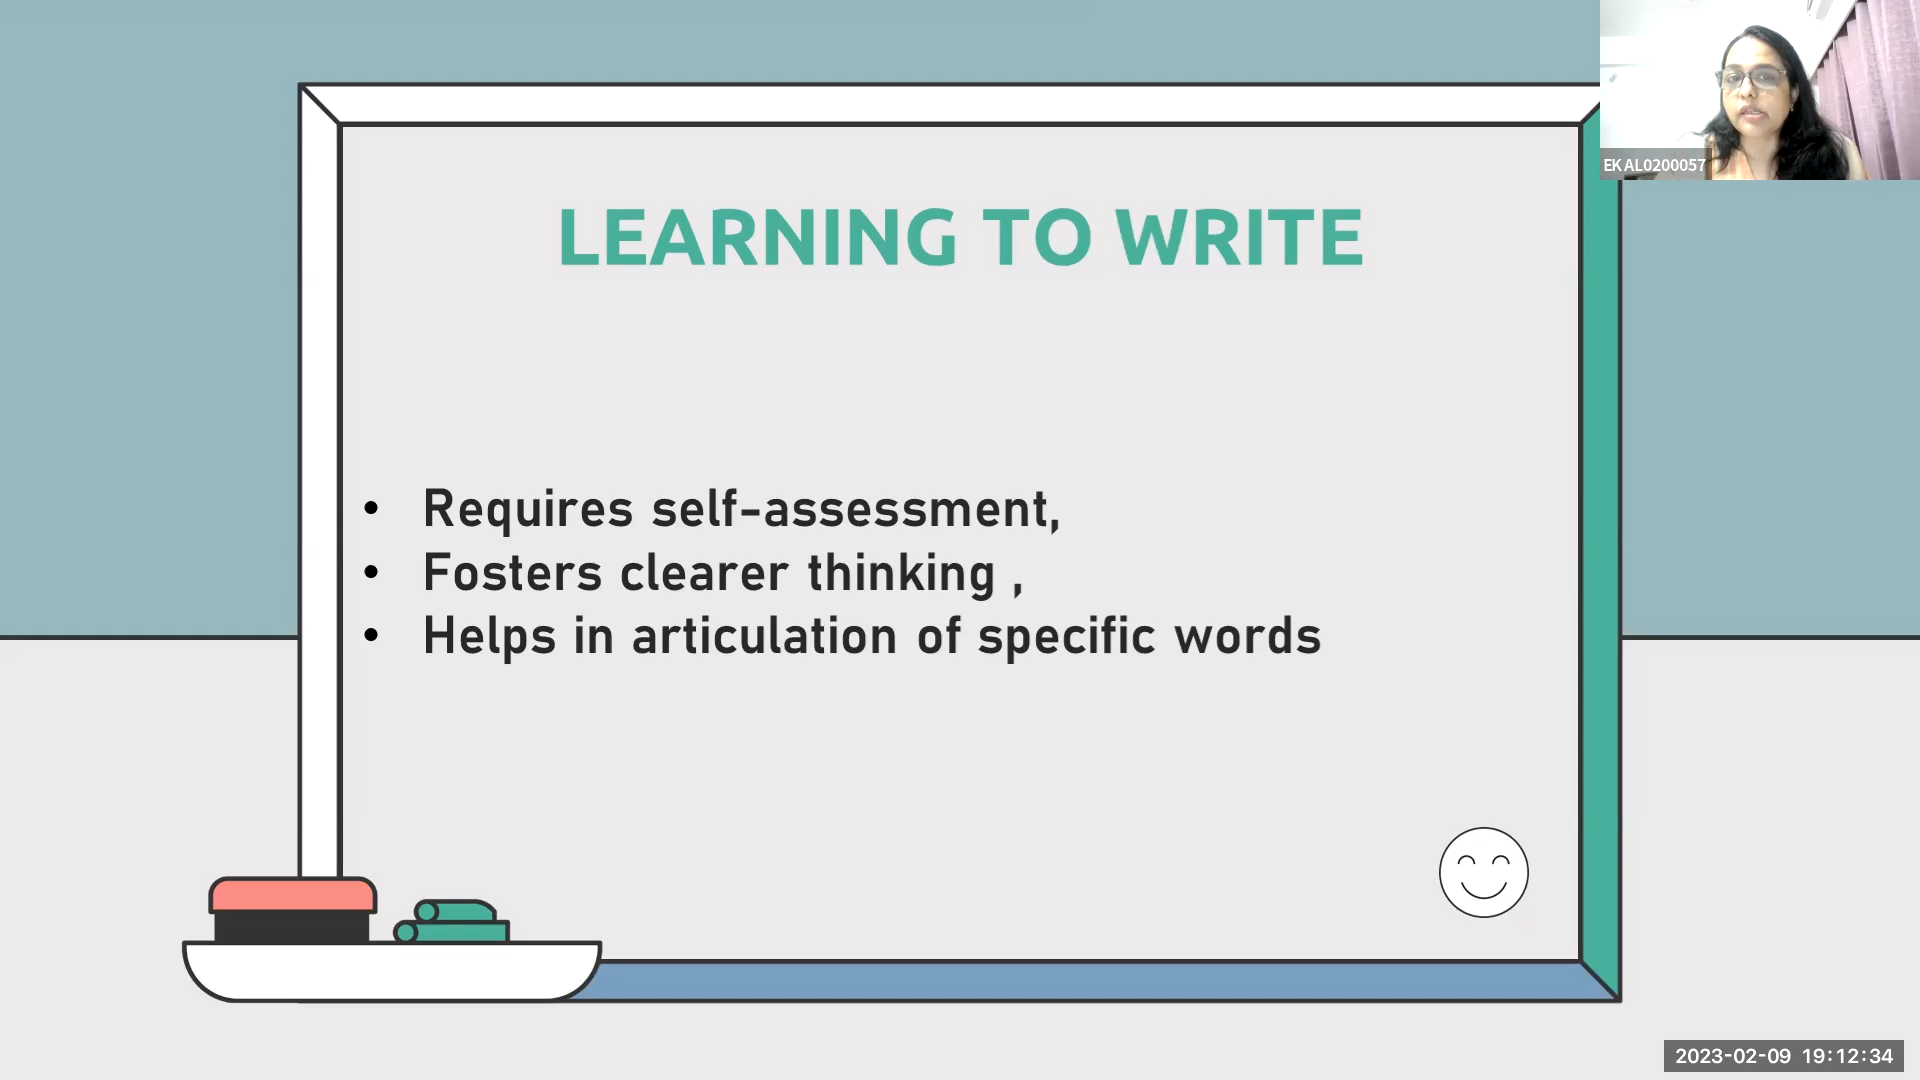 EKAL0200057
LEARNING TO WRITE
• Requires self-assessment,
• Fosters clearer thinking ,
• Helps in articulation of specific words
2023-02-09 19:12:34